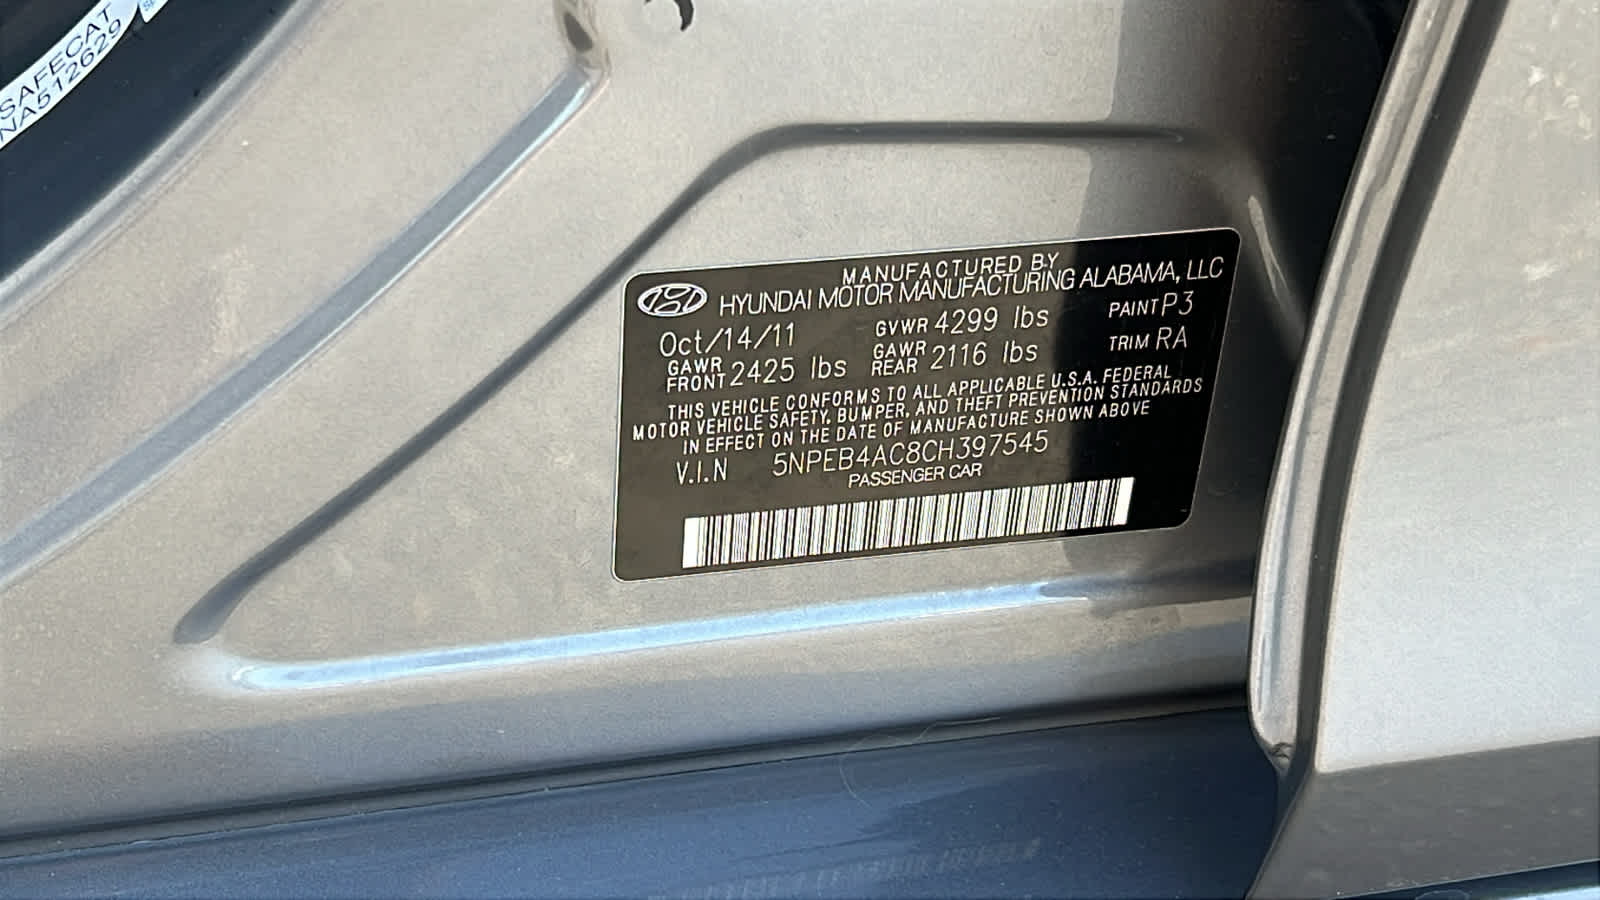 SAFECAT
NA512629
MANUFACTURED BY
HYUNDAI MOTOR MANUFACTURING ALABAMA, LLC
Oct/14/11 GVWR 4299 lbs PAINT P3
GAWR FRONT 2425 lbs GAWR REAR 2116 lbs TRIM RA
THIS VEHICLE CONFORMS TO ALL APPLICABLE U.S.A. FEDERAL
MOTOR VEHICLE SAFETY, BUMPER, AND THEFT PREVENTION STANDARDS
IN EFFECT ON THE DATE OF MANUFACTURE SHOWN ABOVE
V.I.N 5NPEB4AC8CH397545
PASSENGER CAR